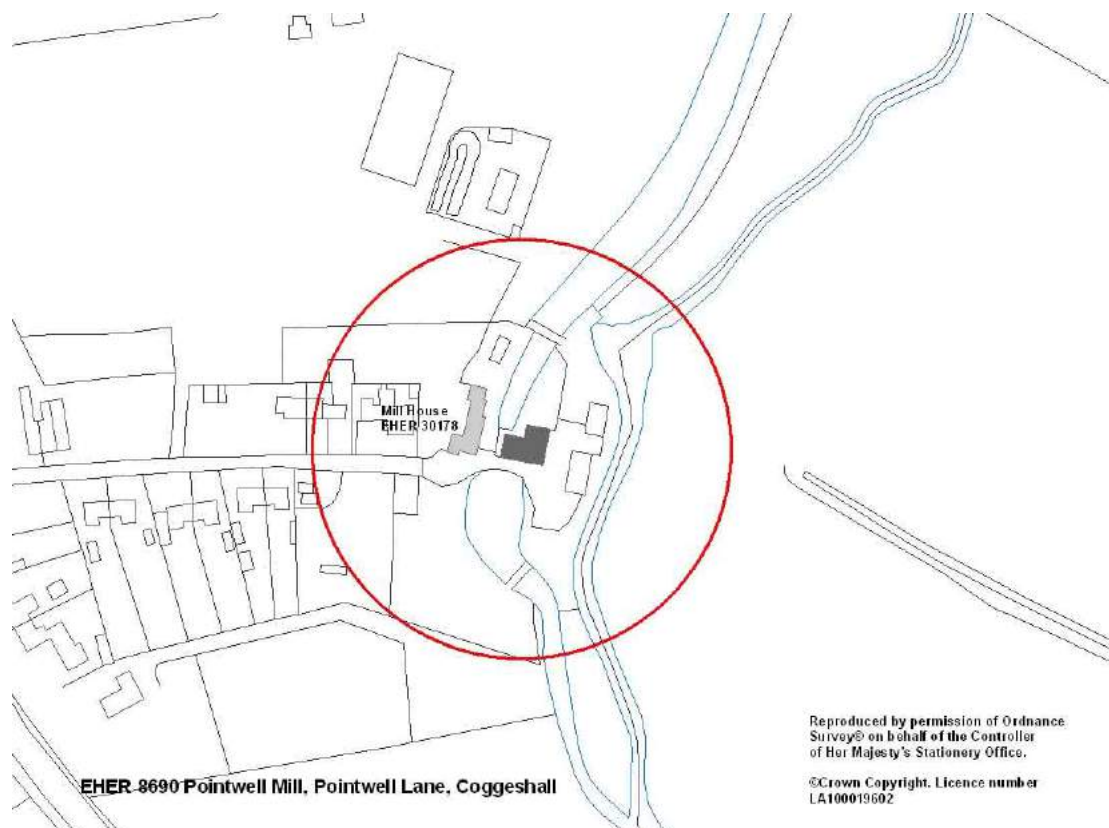 Mill House
EHER 30178
Reproduced by permission of Ordnance
Survey® on behalf of the Controller
of Her Majesty's Stationery Office.
©Crown Copyright. Licence number
LA100019602
EHER 8690 Pointwell Mill, Pointwell Lane, Coggeshall